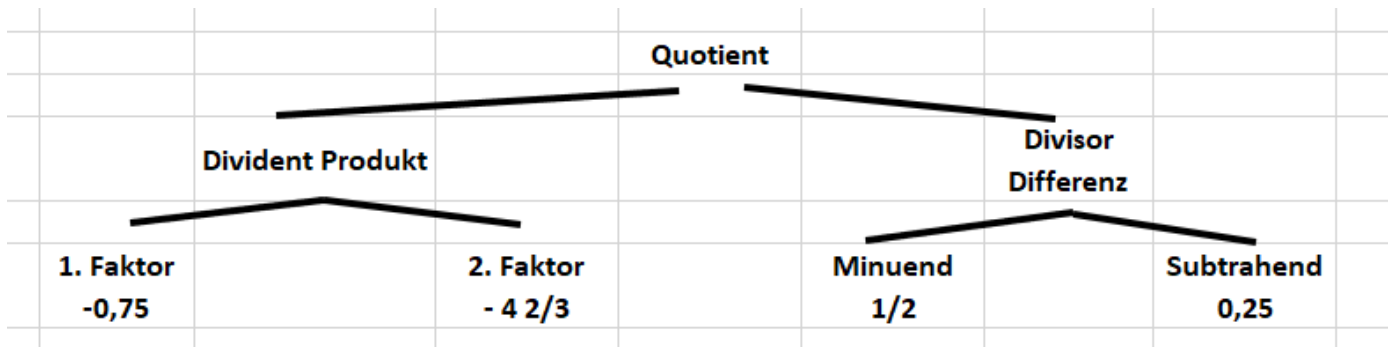 Quotient
Divident Produkt
Divisor
Differenz
1. Faktor
-0,75
2. Faktor
- 4 2/3
Minuend
1/2
Subtrahend
0,25